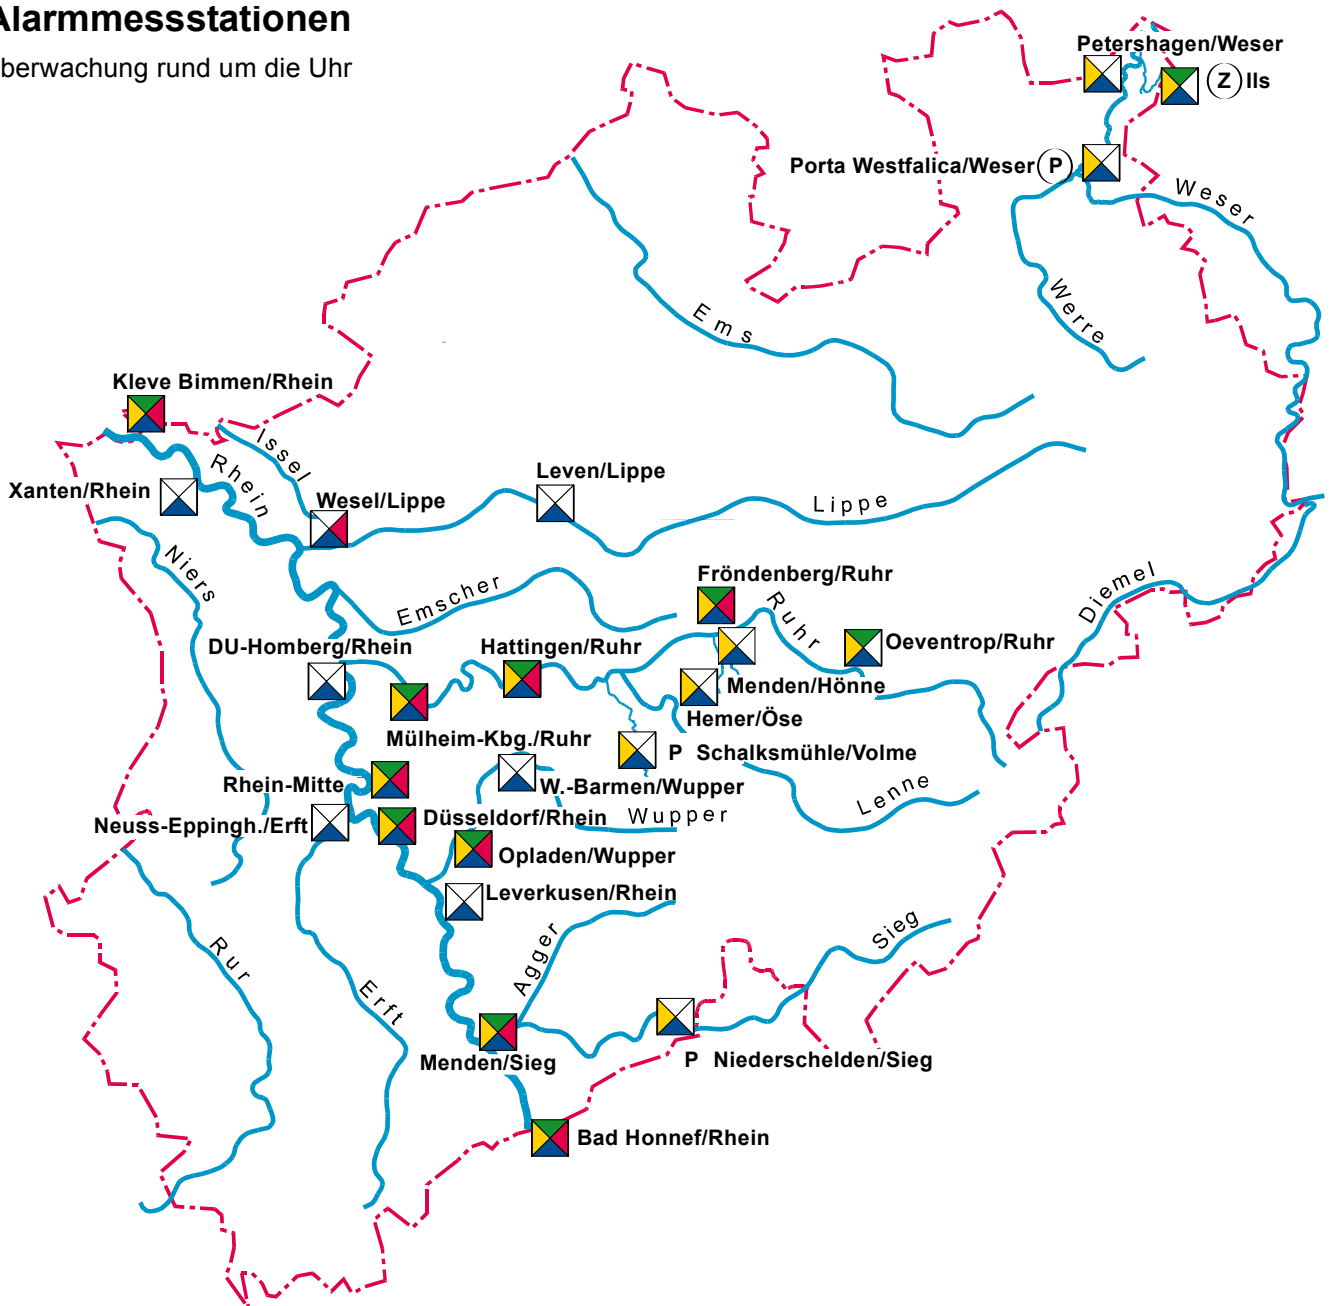 Alarmmessstationen
berwachung rund um die Uhr
Petershagen/Weser
Z Ils
Porta Westfalica/Weser P
Weser
Werre
Ems
Kleve Bimmen/Rhein
Issel
Rhein
Xanten/Rhein
Wesel/Lippe
Leven/Lippe
Lippe
Niers
Emscher
Fröndenberg/Ruhr
Ruhr
Diemel
DU-Homberg/Rhein
Hattingen/Ruhr
Oeventrop/Ruhr
Menden/Hönne
Hemer/Öse
Mülheim-Kbg./Ruhr
P Schalksmühle/Volme
Rhein-Mitte
W.-Barmen/Wupper
Lenne
Neuss-Eppingh./Erft
Düsseldorf/Rhein
Wupper
Opladen/Wupper
Leverkusen/Rhein
Agger
Sieg
Rur
Erft
Menden/Sieg
P Niederschelden/Sieg
Bad Honnef/Rhein